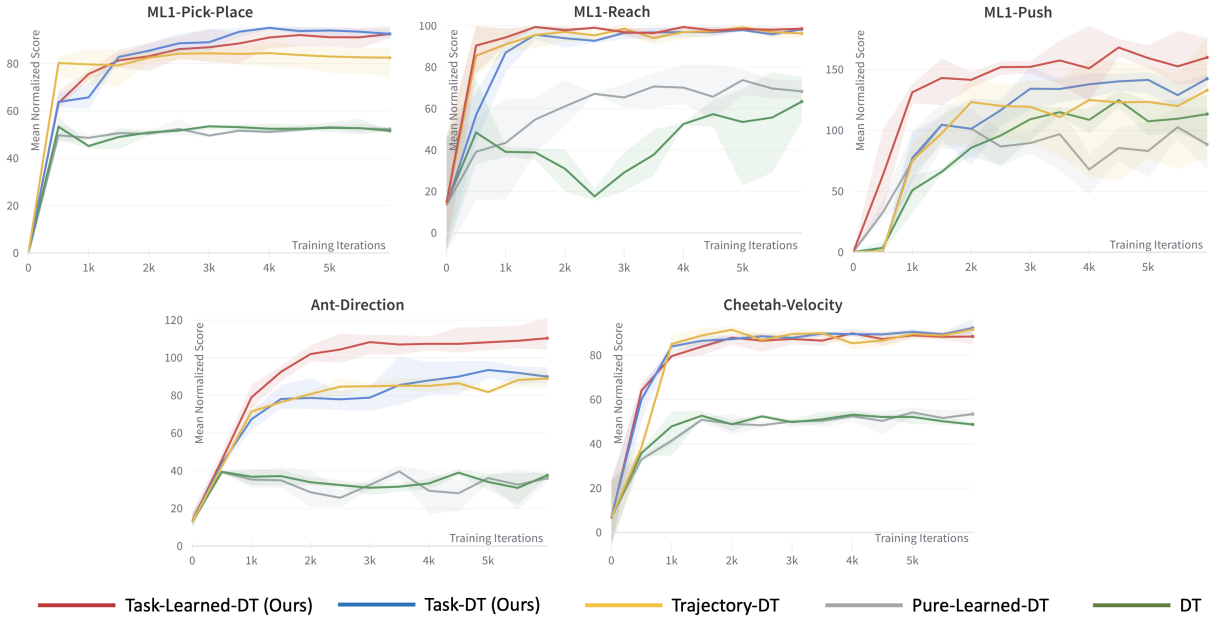 ML1-Pick-Place
Mean Normalized Score
80
60
40
20
0
Training Iterations
0 1k 2k 3k 4k 5k
ML1-Reach
Mean Normalized Score
100
80
60
40
20
0
Training Iterations
0 1k 2k 3k 4k 5k
ML1-Push
Mean Normalized Score
150
100
50
0
Training Iterations
0 1k 2k 3k 4k 5k
Ant-Direction
Mean Normalized Score
120
100
80
60
40
20
0
Training Iterations
0 1k 2k 3k 4k 5k
Cheetah-Velocity
Mean Normalized Score
80
60
40
20
0
Training Iterations
0 1k 2k 3k 4k 5k
Task-Learned-DT (Ours) Task-DT (Ours) Trajectory-DT Pure-Learned-DT DT